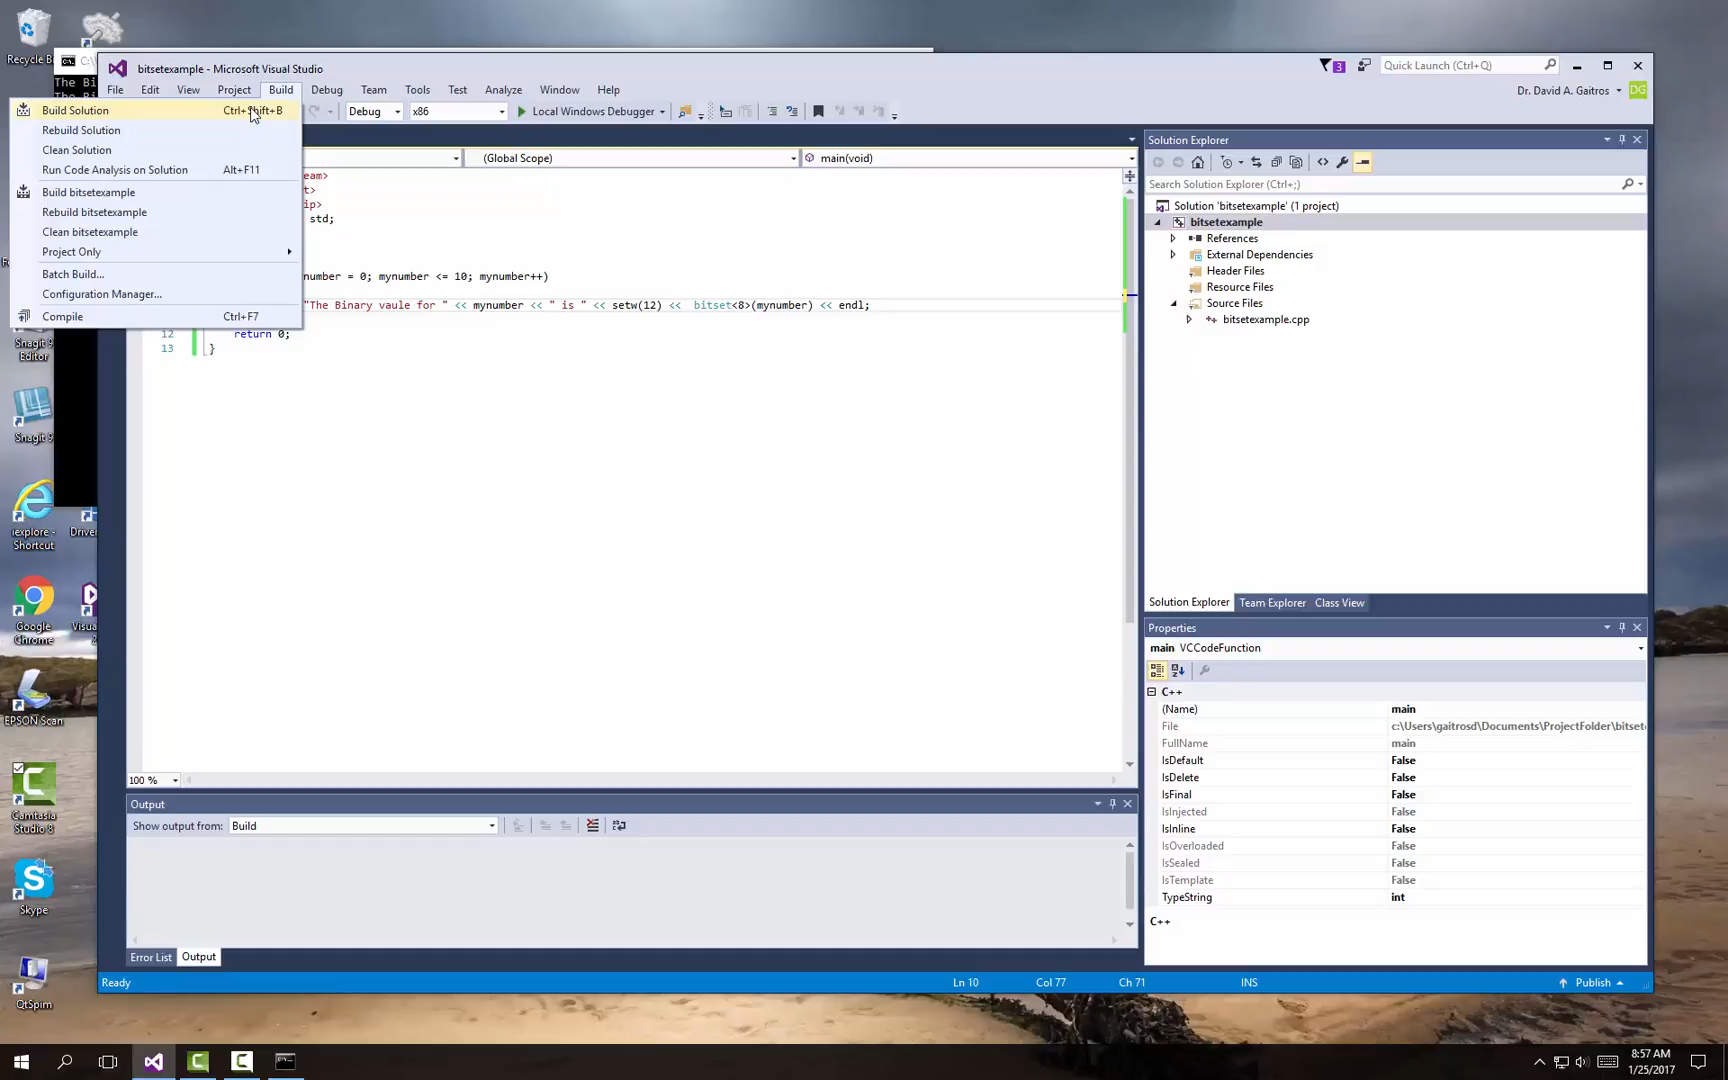 Recycle B
C:\
The Bi
bitsetexample - Microsoft Visual Studio
3
Quick Launch (Ctrl+Q)
File Edit View Project Build Debug Team Tools Test Analyze Window Help
Dr. David A. Gaitros
DG
Build Solution Ctrl+Shift+B
Debug x86 Local Windows Debugger
Rebuild Solution
Clean Solution
Run Code Analysis on Solution Alt+F11
Build bitsetexample
Rebuild bitsetexample
Clean bitsetexample
Project Only
Batch Build...
Configuration Manager...
Compile Ctrl+F7
(Global Scope) main(void)
eam>
t>
ip>
std;
number = 0; mynumber <= 10; mynumber++)
"The Binary vaule for " << mynumber << " is " << setw(12) << bitset<8>(mynumber) << endl;
12 return 0;
13 }
100 %
Solution Explorer
Search Solution Explorer (Ctrl+;)
Solution 'bitsetexample' (1 project)
bitsetexample
References
External Dependencies
Header Files
Resource Files
Source Files
bitsetexample.cpp
Solution Explorer Team Explorer Class View
Properties
main VCCodeFunction
C++
(Name) main
File c:\Users\gaitrosd\Documents\ProjectFolder\bitset
FullName main
IsDefault False
IsDelete False
IsFinal False
IsInjected False
IsInline False
IsOverloaded False
IsSealed False
IsTemplate False
TypeString int
C++
Output
Show output from: Build
Error List Output
Ready Ln 10 Col 77 Ch 71 INS Publish
Snagit 9
Editor
Snagit 9
iexplore -
Shortcut
Driver
Google
Chrome
Visua
EPSON Scan
Camtasia
Studio 8
Skype
QtSpim
8:57 AM
1/25/2017